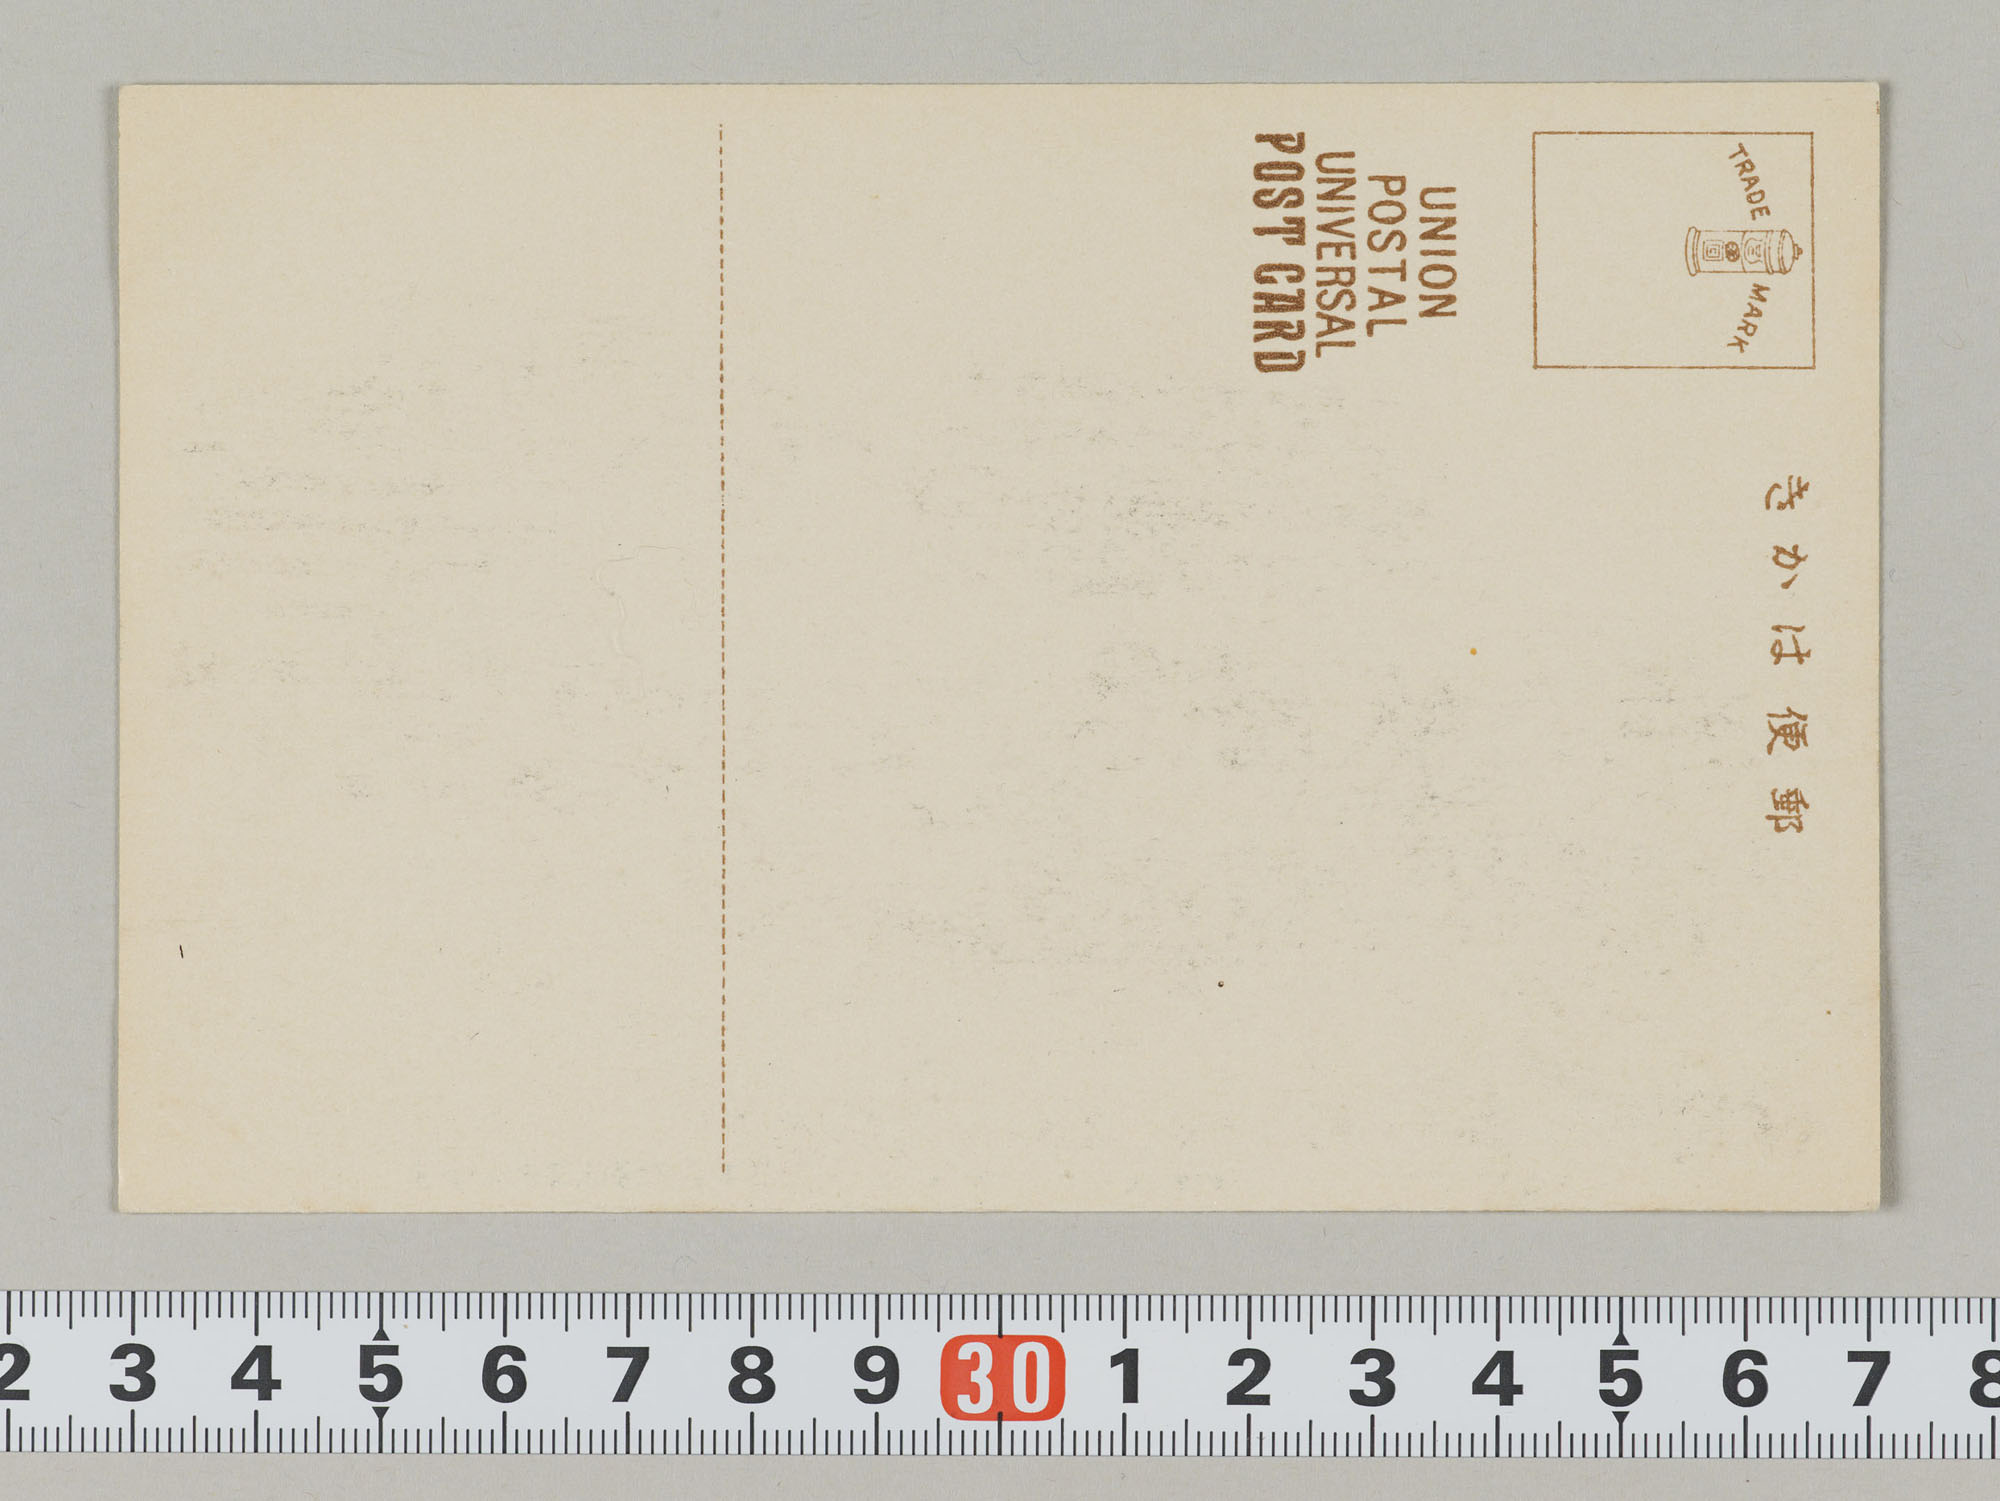 きかは便郵
TRADE MARK
UNION
POSTAL
UNIVERSAL
POST CARD
2 3 4 5 6 7 8 9 30 1 2 3 4 5 6 7 8